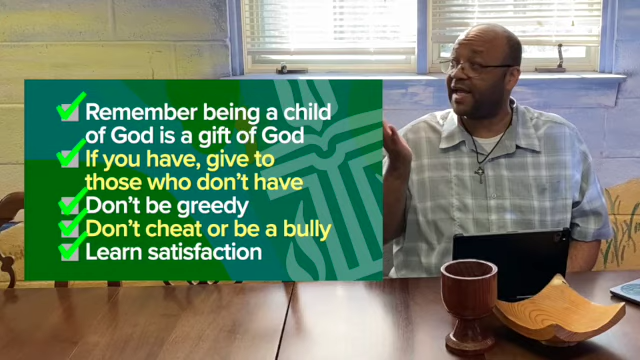 Remember being a child
of God is a gift of God
If you have, give to
those who don't have
Don't be greedy
Don't cheat or be a bully
Learn satisfaction